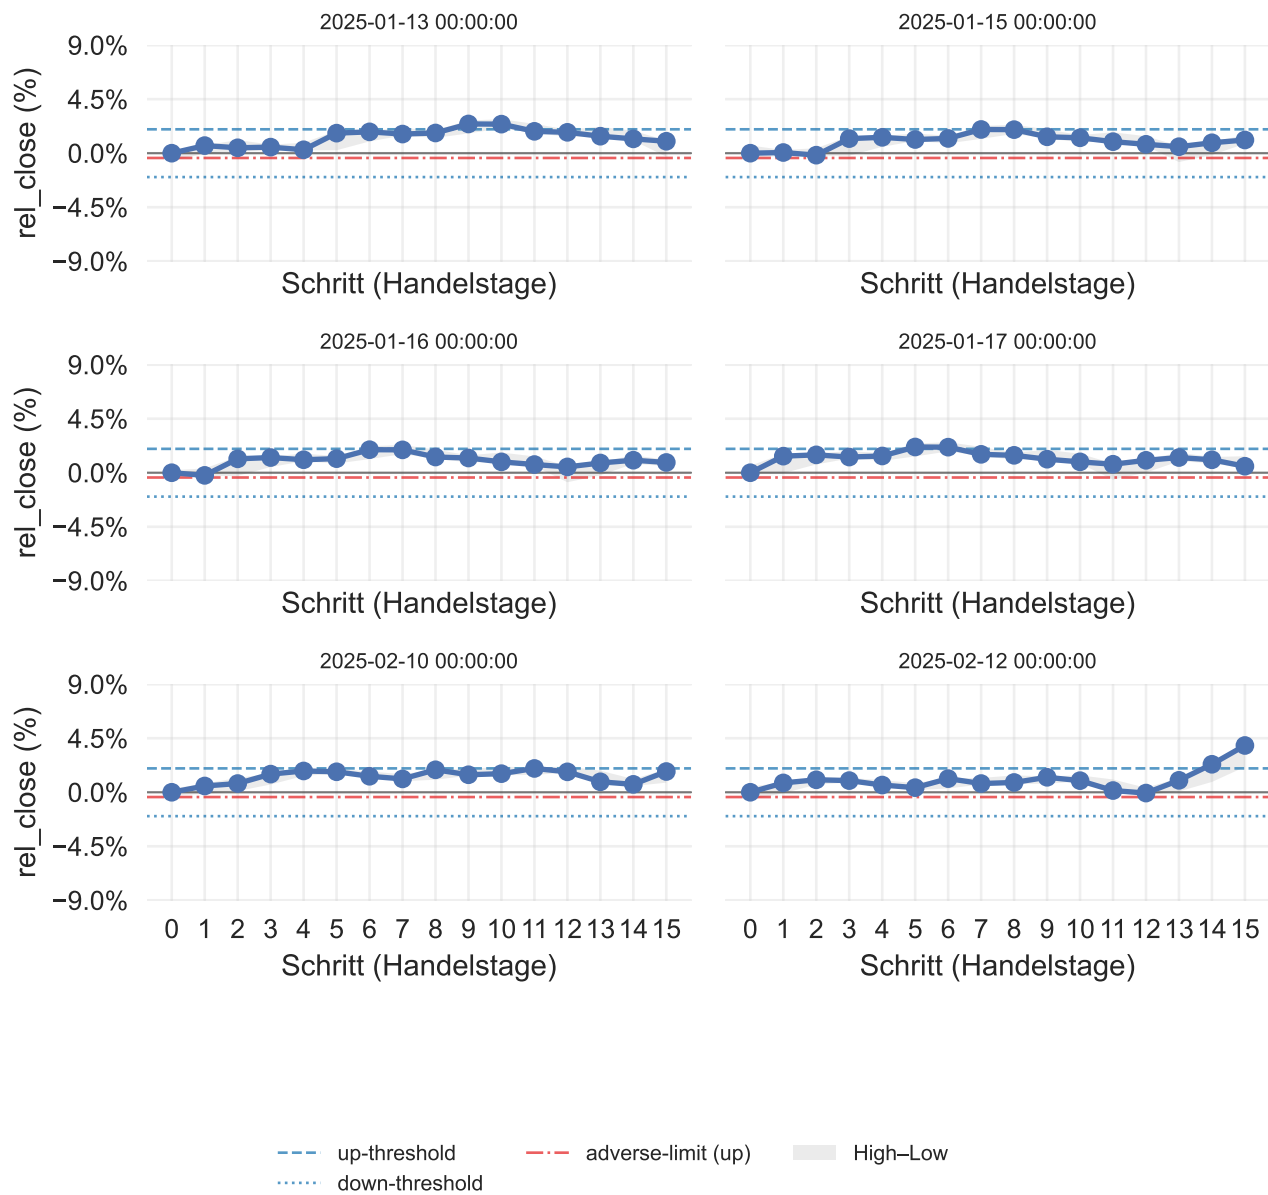 2025-01-13 00:00:00
2025-01-15 00:00:00
9.0%
4.5%
0.0%
−4.5%
−9.0%
rel_close (%)
Schritt (Handelstage)
Schritt (Handelstage)
2025-01-16 00:00:00
2025-01-17 00:00:00
9.0%
4.5%
0.0%
−4.5%
−9.0%
rel_close (%)
Schritt (Handelstage)
Schritt (Handelstage)
2025-02-10 00:00:00
2025-02-12 00:00:00
9.0%
4.5%
0.0%
−4.5%
−9.0%
rel_close (%)
0 1 2 3 4 5 6 7 8 9 10 11 12 13 14 15
0 1 2 3 4 5 6 7 8 9 10 11 12 13 14 15
Schritt (Handelstage)
Schritt (Handelstage)
up-threshold
down-threshold
adverse-limit (up)
High–Low